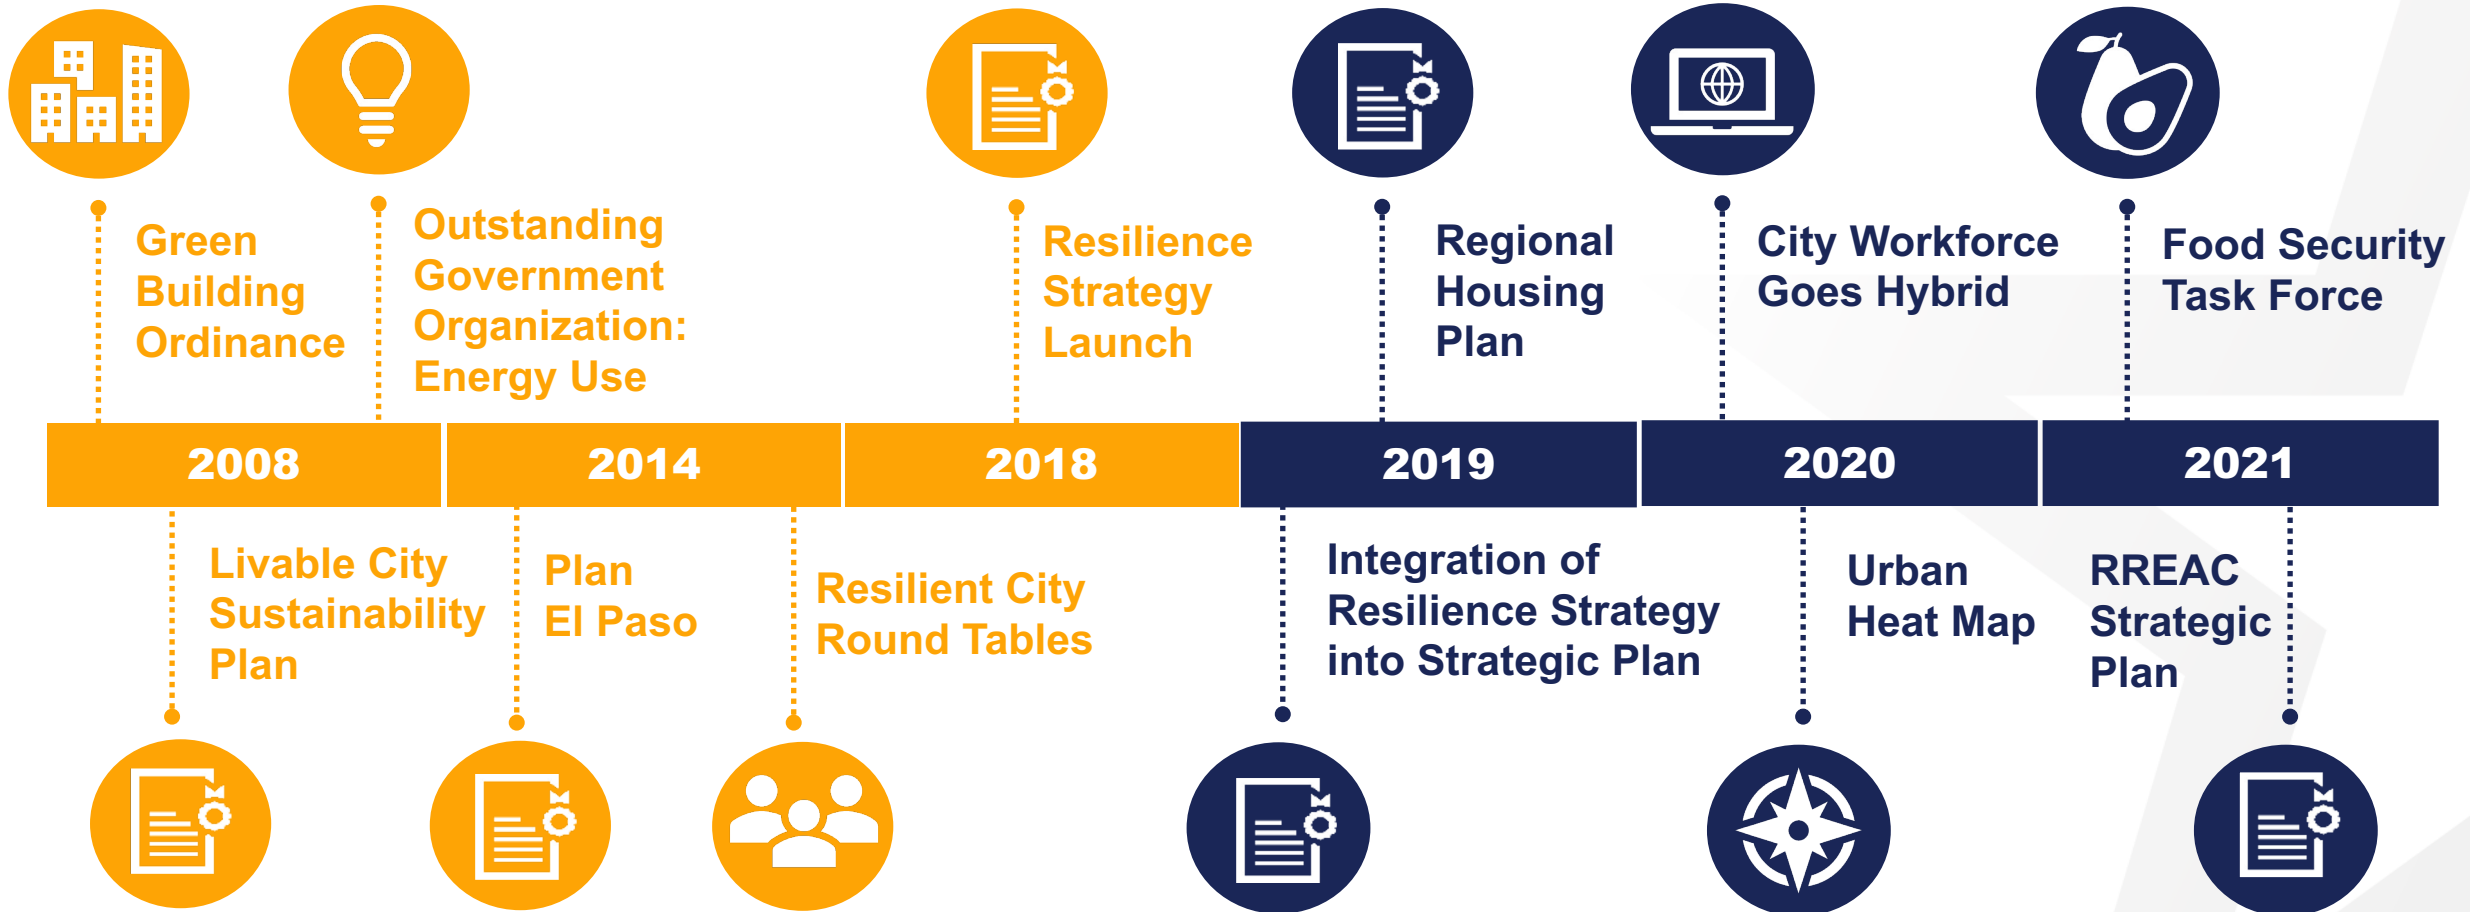 Green
Building
Ordinance
Outstanding
Government
Organization:
Energy Use
Resilience
Strategy
Launch
Regional
Housing
Plan
City Workforce
Goes Hybrid
Food Security
Task Force
2008
2014
2018
2019
2020
2021
Livable City
Sustainability
Plan
Plan
El Paso
Resilient City
Round Tables
Integration of
Resilience Strategy
into Strategic Plan
Urban
Heat Map
RREAC
Strategic
Plan